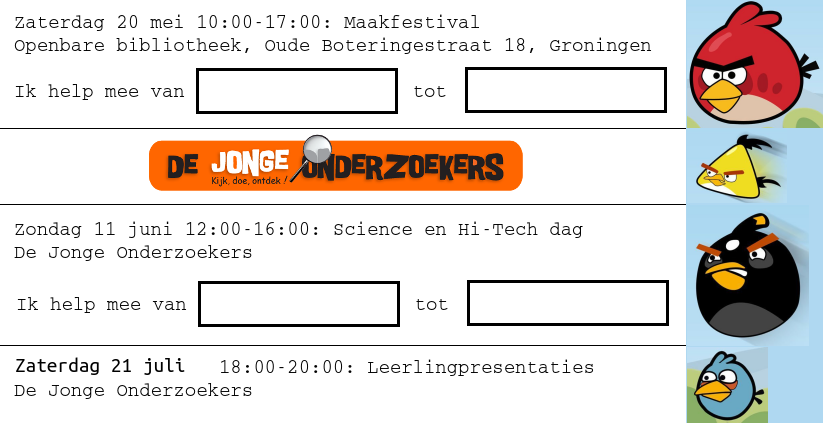 Zaterdag 20 mei 10:00-17:00: Maakfestival
Openbare bibliotheek, Oude Boteringestraat 18, Groningen
Ik help mee van tot
DE JONGE ONDERZOEKERS
Kijk, doe, ontdek!
Zondag 11 juni 12:00-16:00: Science en Hi-Tech dag
De Jonge Onderzoekers
Ik help mee van tot
Zaterdag 21 juli 18:00-20:00: Leerlingpresentaties
De Jonge Onderzoekers